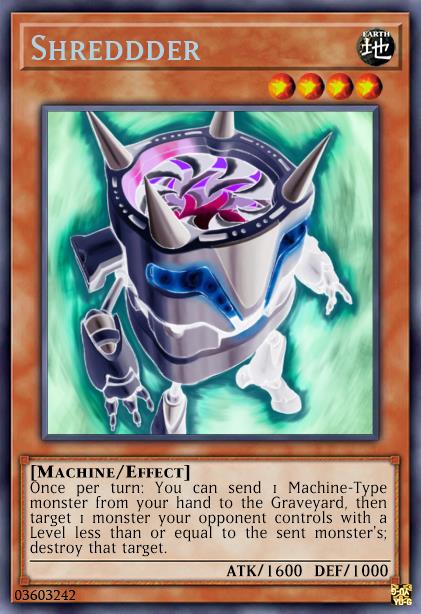 Shreddder
EARTH
地
[Machine/Effect]
Once per turn: You can send 1 Machine-Type
monster from your hand to the Graveyard, then
target 1 monster your opponent controls with a
Level less than or equal to the sent monster's;
destroy that target.
ATK/1600 DEF/1000
03603242